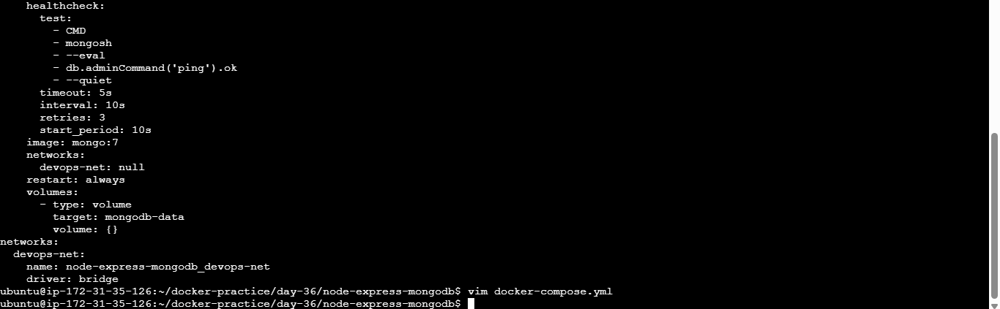 healthcheck:
test:
- CMD
- mongosh
- --eval
- db.adminCommand('ping').ok
- --quiet
timeout: 5s
interval: 10s
retries: 3
start_period: 10s
image: mongo:7
networks:
devops-net: null
restart: always
volumes:
- type: volume
target: mongodb-data
volume: {}
networks:
devops-net:
name: node-express-mongodb_devops-net
driver: bridge
ubuntu@ip-172-31-35-126:~/docker-practice/day-36/node-express-mongodb$ vim docker-compose.yml
ubuntu@ip-172-31-35-126:~/docker-practice/day-36/node-express-mongodb$